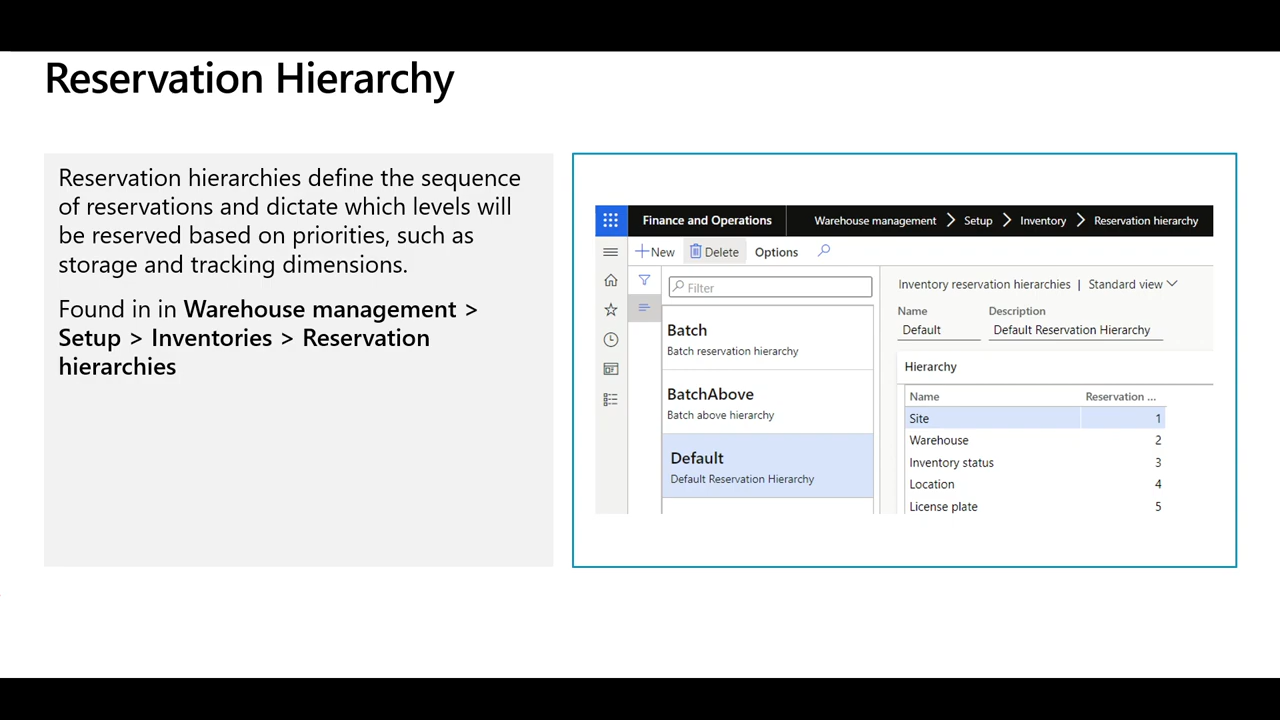 Reservation Hierarchy
Reservation hierarchies define the sequence
of reservations and dictate which levels will
be reserved based on priorities, such as
storage and tracking dimensions.
Found in in Warehouse management >
Setup > Inventories > Reservation
hierarchies
Finance and Operations
Warehouse management > Setup > Inventory > Reservation hierarchy
New Delete Options
Filter
Batch
Batch reservation hierarchy
BatchAbove
Batch above hierarchy
Default
Default Reservation Hierarchy
Inventory reservation hierarchies | Standard view
Name Description
Default Default Reservation Hierarchy
Hierarchy
Name Reservation ...
Site 1
Warehouse 2
Inventory status 3
Location 4
License plate 5